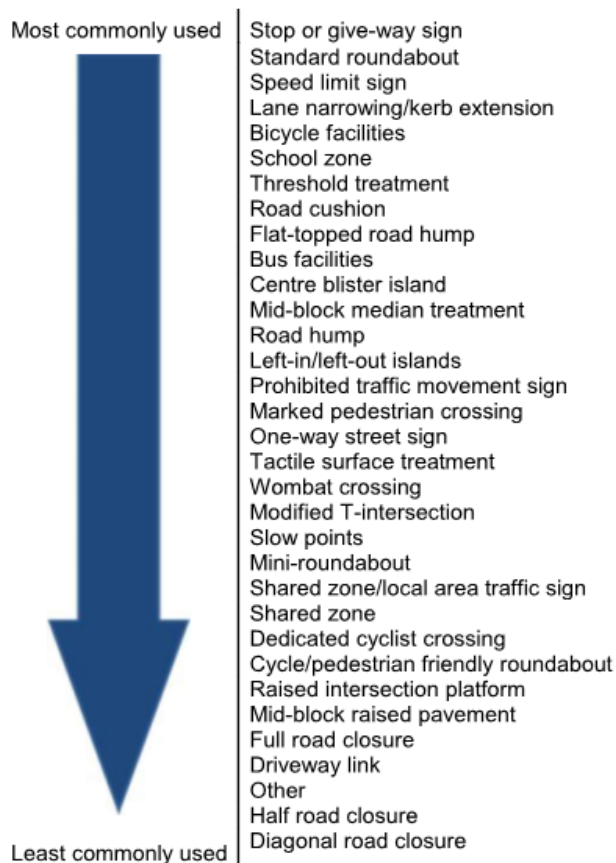 Most commonly used
Stop or give-way sign
Standard roundabout
Speed limit sign
Lane narrowing/kerb extension
Bicycle facilities
School zone
Threshold treatment
Road cushion
Flat-topped road hump
Bus facilities
Centre blister island
Mid-block median treatment
Road hump
Left-in/left-out islands
Prohibited traffic movement sign
Marked pedestrian crossing
One-way street sign
Tactile surface treatment
Wombat crossing
Modified T-intersection
Slow points
Mini-roundabout
Shared zone/local area traffic sign
Shared zone
Dedicated cyclist crossing
Cycle/pedestrian friendly roundabout
Raised intersection platform
Mid-block raised pavement
Full road closure
Driveway link
Other
Half road closure
Diagonal road closure
Least commonly used